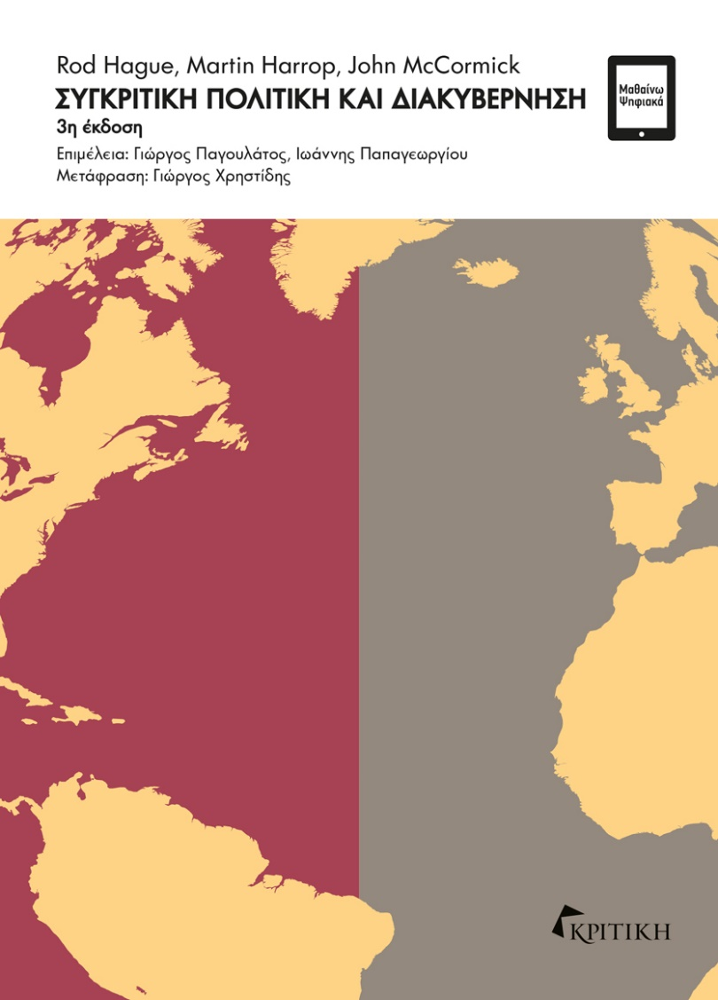 Rod Hague, Martin Harrop, John McCormick
ΣΥΓΚΡΙΤΙΚΗ ΠΟΛΙΤΙΚΗ ΚΑΙ ΔΙΑΚΥΒΕΡΝΗΣΗ
3η έκδοση
Επιμέλεια: Γιώργος Παγουλάτος, Ιωάννης Παπαγεωργίου
Μετάφραση: Γιώργος Χρηστίδης
Μαθαίνω
Ψηφιακά
ΚΡΙΤΙΚΗ